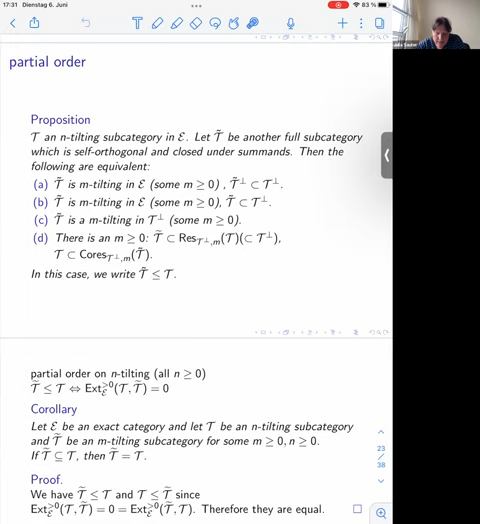 17:31 Dienstag 6. Juni
83 %
partial order
Proposition
𝒯 an n-tilting subcategory in ℰ. Let 𝒯̃ be another full subcategory
which is self-orthogonal and closed under summands. Then the
following are equivalent:
(a) 𝒯̃ is m-tilting in ℰ (some m ≥ 0) , 𝒯̃^⊥ ⊂ 𝒯^⊥.
(b) 𝒯̃ is m-tilting in ℰ (some m ≥ 0), 𝒯̃ ⊂ 𝒯^⊥.
(c) 𝒯̃ is a m-tilting in 𝒯^⊥ (some m ≥ 0).
(d) There is an m ≥ 0: 𝒯̃ ⊂ Res_{𝒯^⊥,m}(𝒯)(⊂ 𝒯^⊥),
𝒯 ⊂ Cores_{𝒯^⊥,m}(𝒯̃).
In this case, we write 𝒯̃ ≤ 𝒯.
partial order on n-tilting (all n ≥ 0)
𝒯̃ ≤ 𝒯 ⇔ Ext_ℰ^{>0}(𝒯, 𝒯̃) = 0
Corollary
Let ℰ be an exact category and let 𝒯 be an n-tilting subcategory
and 𝒯̃ be an m-tilting subcategory for some m ≥ 0, n ≥ 0.
If 𝒯̃ ⊆ 𝒯, then 𝒯̃ = 𝒯.
Proof.
We have 𝒯̃ ≤ 𝒯 and 𝒯 ≤ 𝒯̃ since
Ext_ℰ^{>0}(𝒯, 𝒯̃) = 0 = Ext_ℰ^{>0}(𝒯̃, 𝒯). Therefore they are equal.
23
/
38